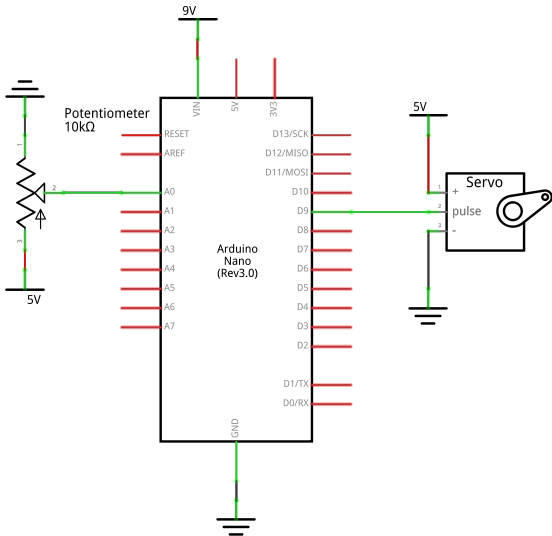 9V
Potentiometer
10kΩ
1
2
3
5V
VIN
5V
3V3
RESET
AREF
A0
A1
A2
A3
A4
A5
A6
A7
Arduino
Nano
(Rev3.0)
D13/SCK
D12/MISO
D11/MOSI
D10
D9
D8
D7
D6
D5
D4
D3
D2
D1/TX
D0/RX
GND
5V
Servo
1
+
2
pulse
3
-